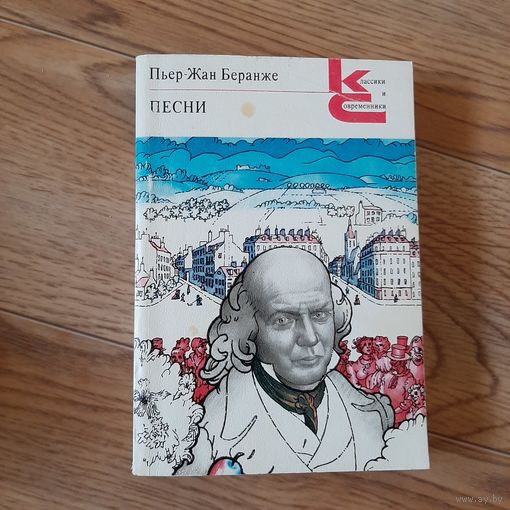 Пьер-Жан Беранже
ПЕСНИ
Классики
и
Современники
www.ay.by